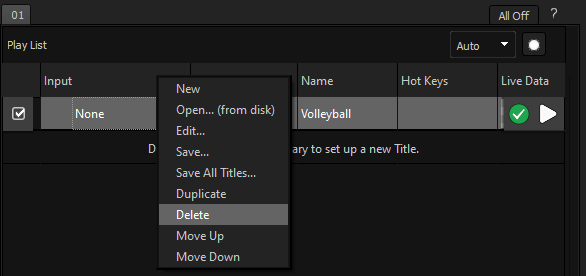 01
All Off ?
Play List
Auto
Input Name Hot Keys Live Data
None Volleyball
D ary to set up a new Title.
New
Open... (from disk)
Edit...
Save...
Save All Titles...
Duplicate
Delete
Move Up
Move Down